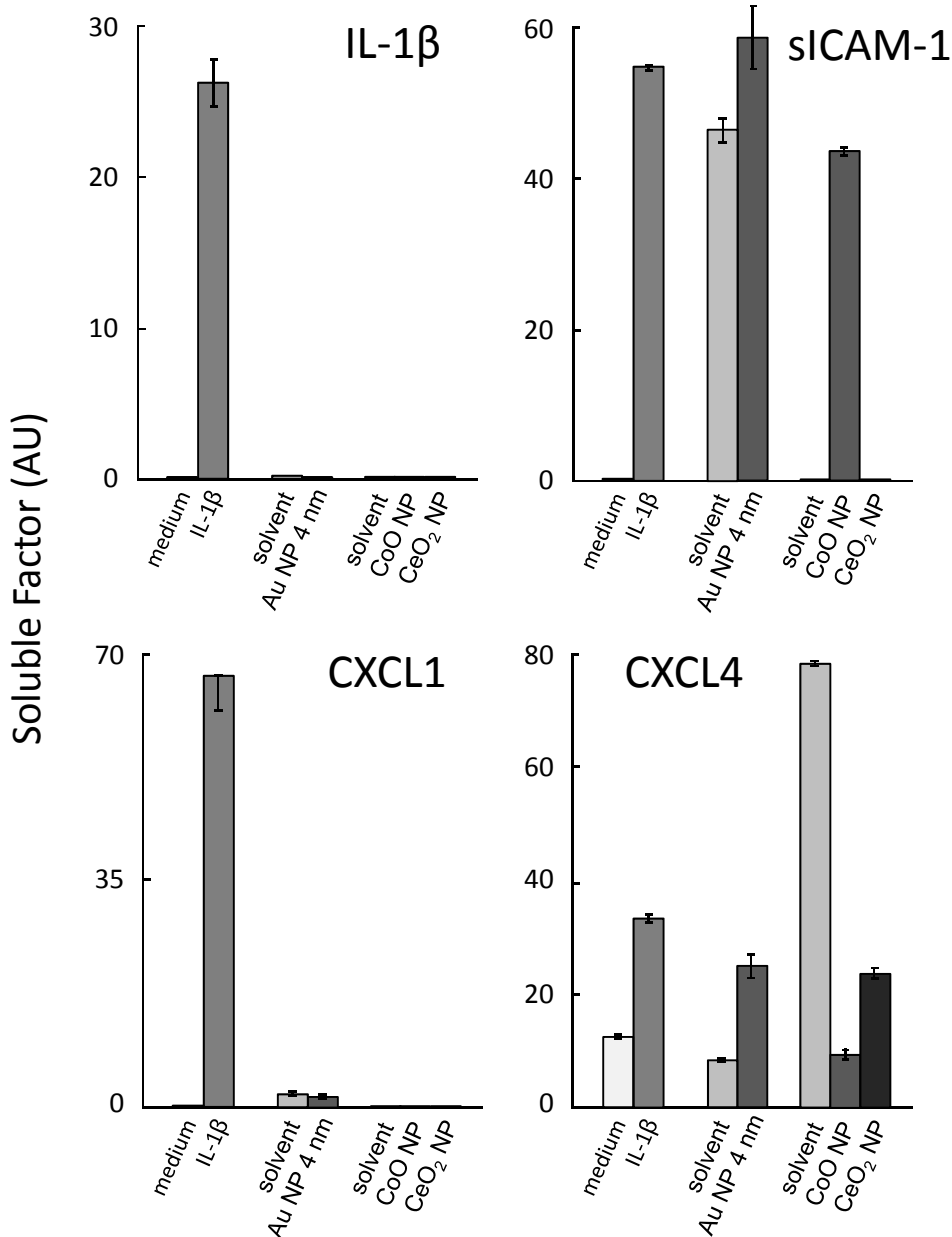 Soluble Factor (AU)
IL-1β
30
20
10
0
medium
IL-1β
solvent
Au NP 4 nm
solvent
CoO NP
CeO₂ NP
sICAM-1
60
40
20
0
medium
IL-1β
solvent
Au NP 4 nm
solvent
CoO NP
CeO₂ NP
CXCL1
70
35
0
medium
IL-1β
solvent
Au NP 4 nm
solvent
CoO NP
CeO₂ NP
CXCL4
80
60
40
20
0
medium
IL-1β
solvent
Au NP 4 nm
solvent
CoO NP
CeO₂ NP